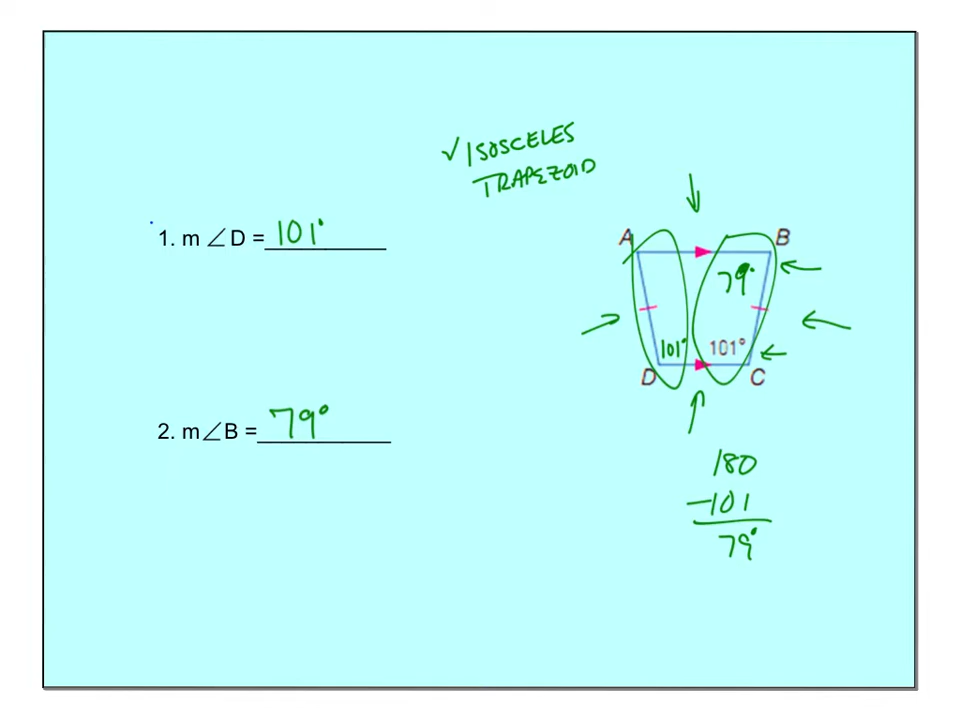 ✓ ISOSCELES
TRAPEZOID
1. m ∠D = 101°
A
B
79°
101°
101°
D
C
2. m∠B = 79°
180
-101
79°